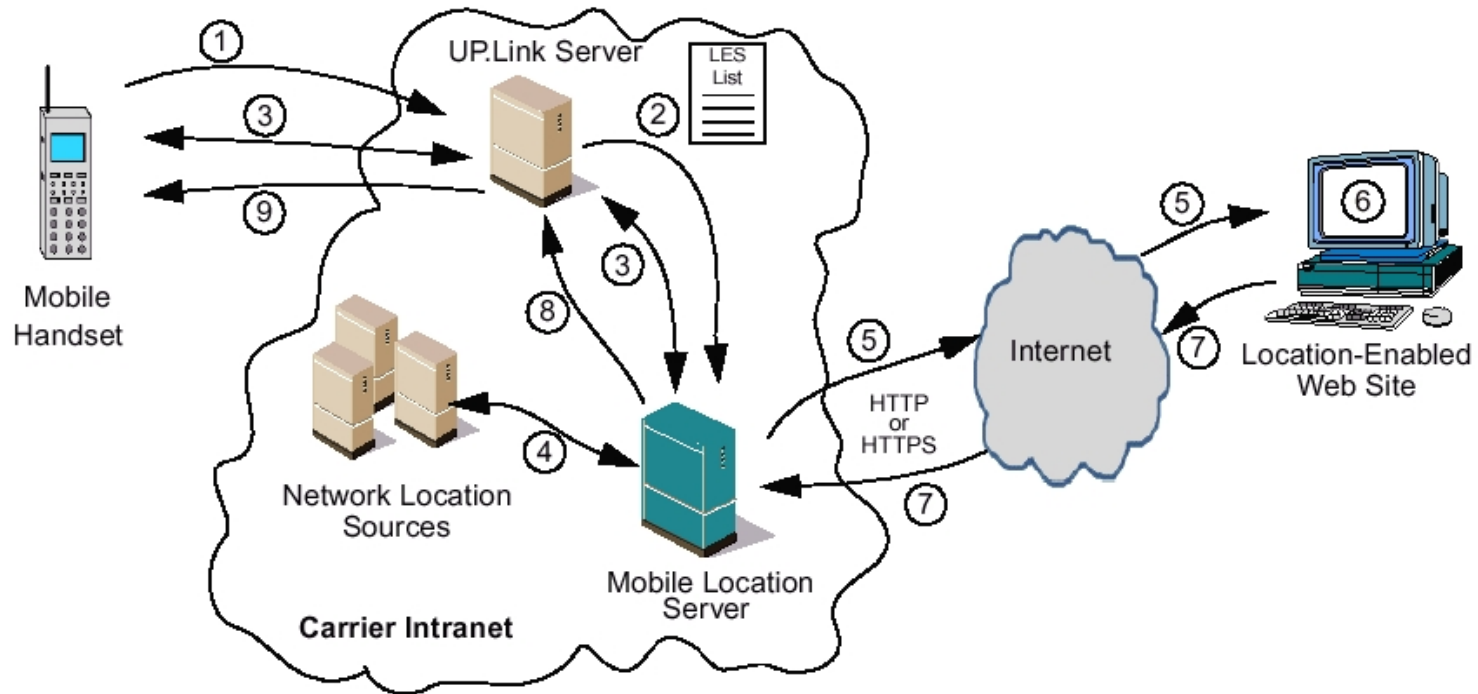 1
UP.Link Server
LES
List
2
3
9
Mobile
Handset
3
8
4
Network Location
Sources
Mobile Location
Server
Carrier Intranet
5
HTTP
or
HTTPS
7
Internet
5
6
7
Location-Enabled
Web Site